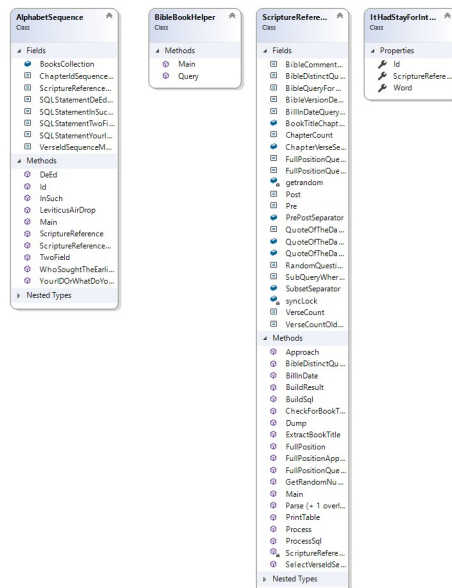 AlphabetSequence
Class
Fields
BooksCollection
ChapterIdSequence...
ScriptureReference...
SQLStatementDeEd...
SQLStatementInSuc...
SQLStatementTwoFi...
SQLStatementYourI...
VerseIdSequenceM...
Methods
DeEd
Id
InSuch
LeviticusAirDrop
Main
ScriptureReference
ScriptureReference...
TwoField
WhoSoughtTheEarli...
YourIDOrWhatDoYo...
Nested Types
BibleBookHelper
Class
Methods
Main
Query
ScriptureRefere...
Class
Fields
BibleComment...
BibleDistinctQu...
BibleQueryFor...
BibleVersionDe...
BillInDateQuery...
BookTitleChapt...
ChapterCount
ChapterVerseSe...
FullPositionQue...
FullPositionQue...
getrandom
Post
Pre
PrePostSeparator
QuoteOfTheDa...
QuoteOfTheDa...
QuoteOfTheDa...
RandomQuesti...
SubQueryWher...
SubsetSeparator
syncLock
VerseCount
VerseCountOld...
Methods
Approach
BibleDistinctQu...
BillInDate
BuildResult
BuildSql
CheckForBookT...
Dump
ExtractBookTitle
FullPosition
FullPositionApp...
FullPositionQue...
GetRandomNu...
Main
Parse (+ 1 overl...
PrintTable
Process
ProcessSql
ScriptureRefere...
SelectVerseIdSe...
Nested Types
ItHadStayForInt...
Class
Properties
Id
ScriptureRefere...
Word